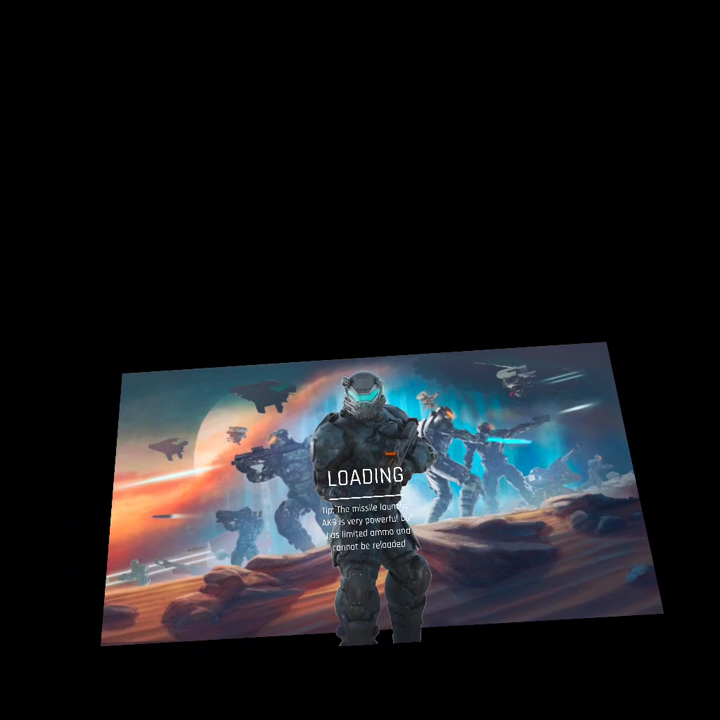 LOADING
Tip: The missile
AK9 is very powerful
has limited ammo and
cannot be reloaded